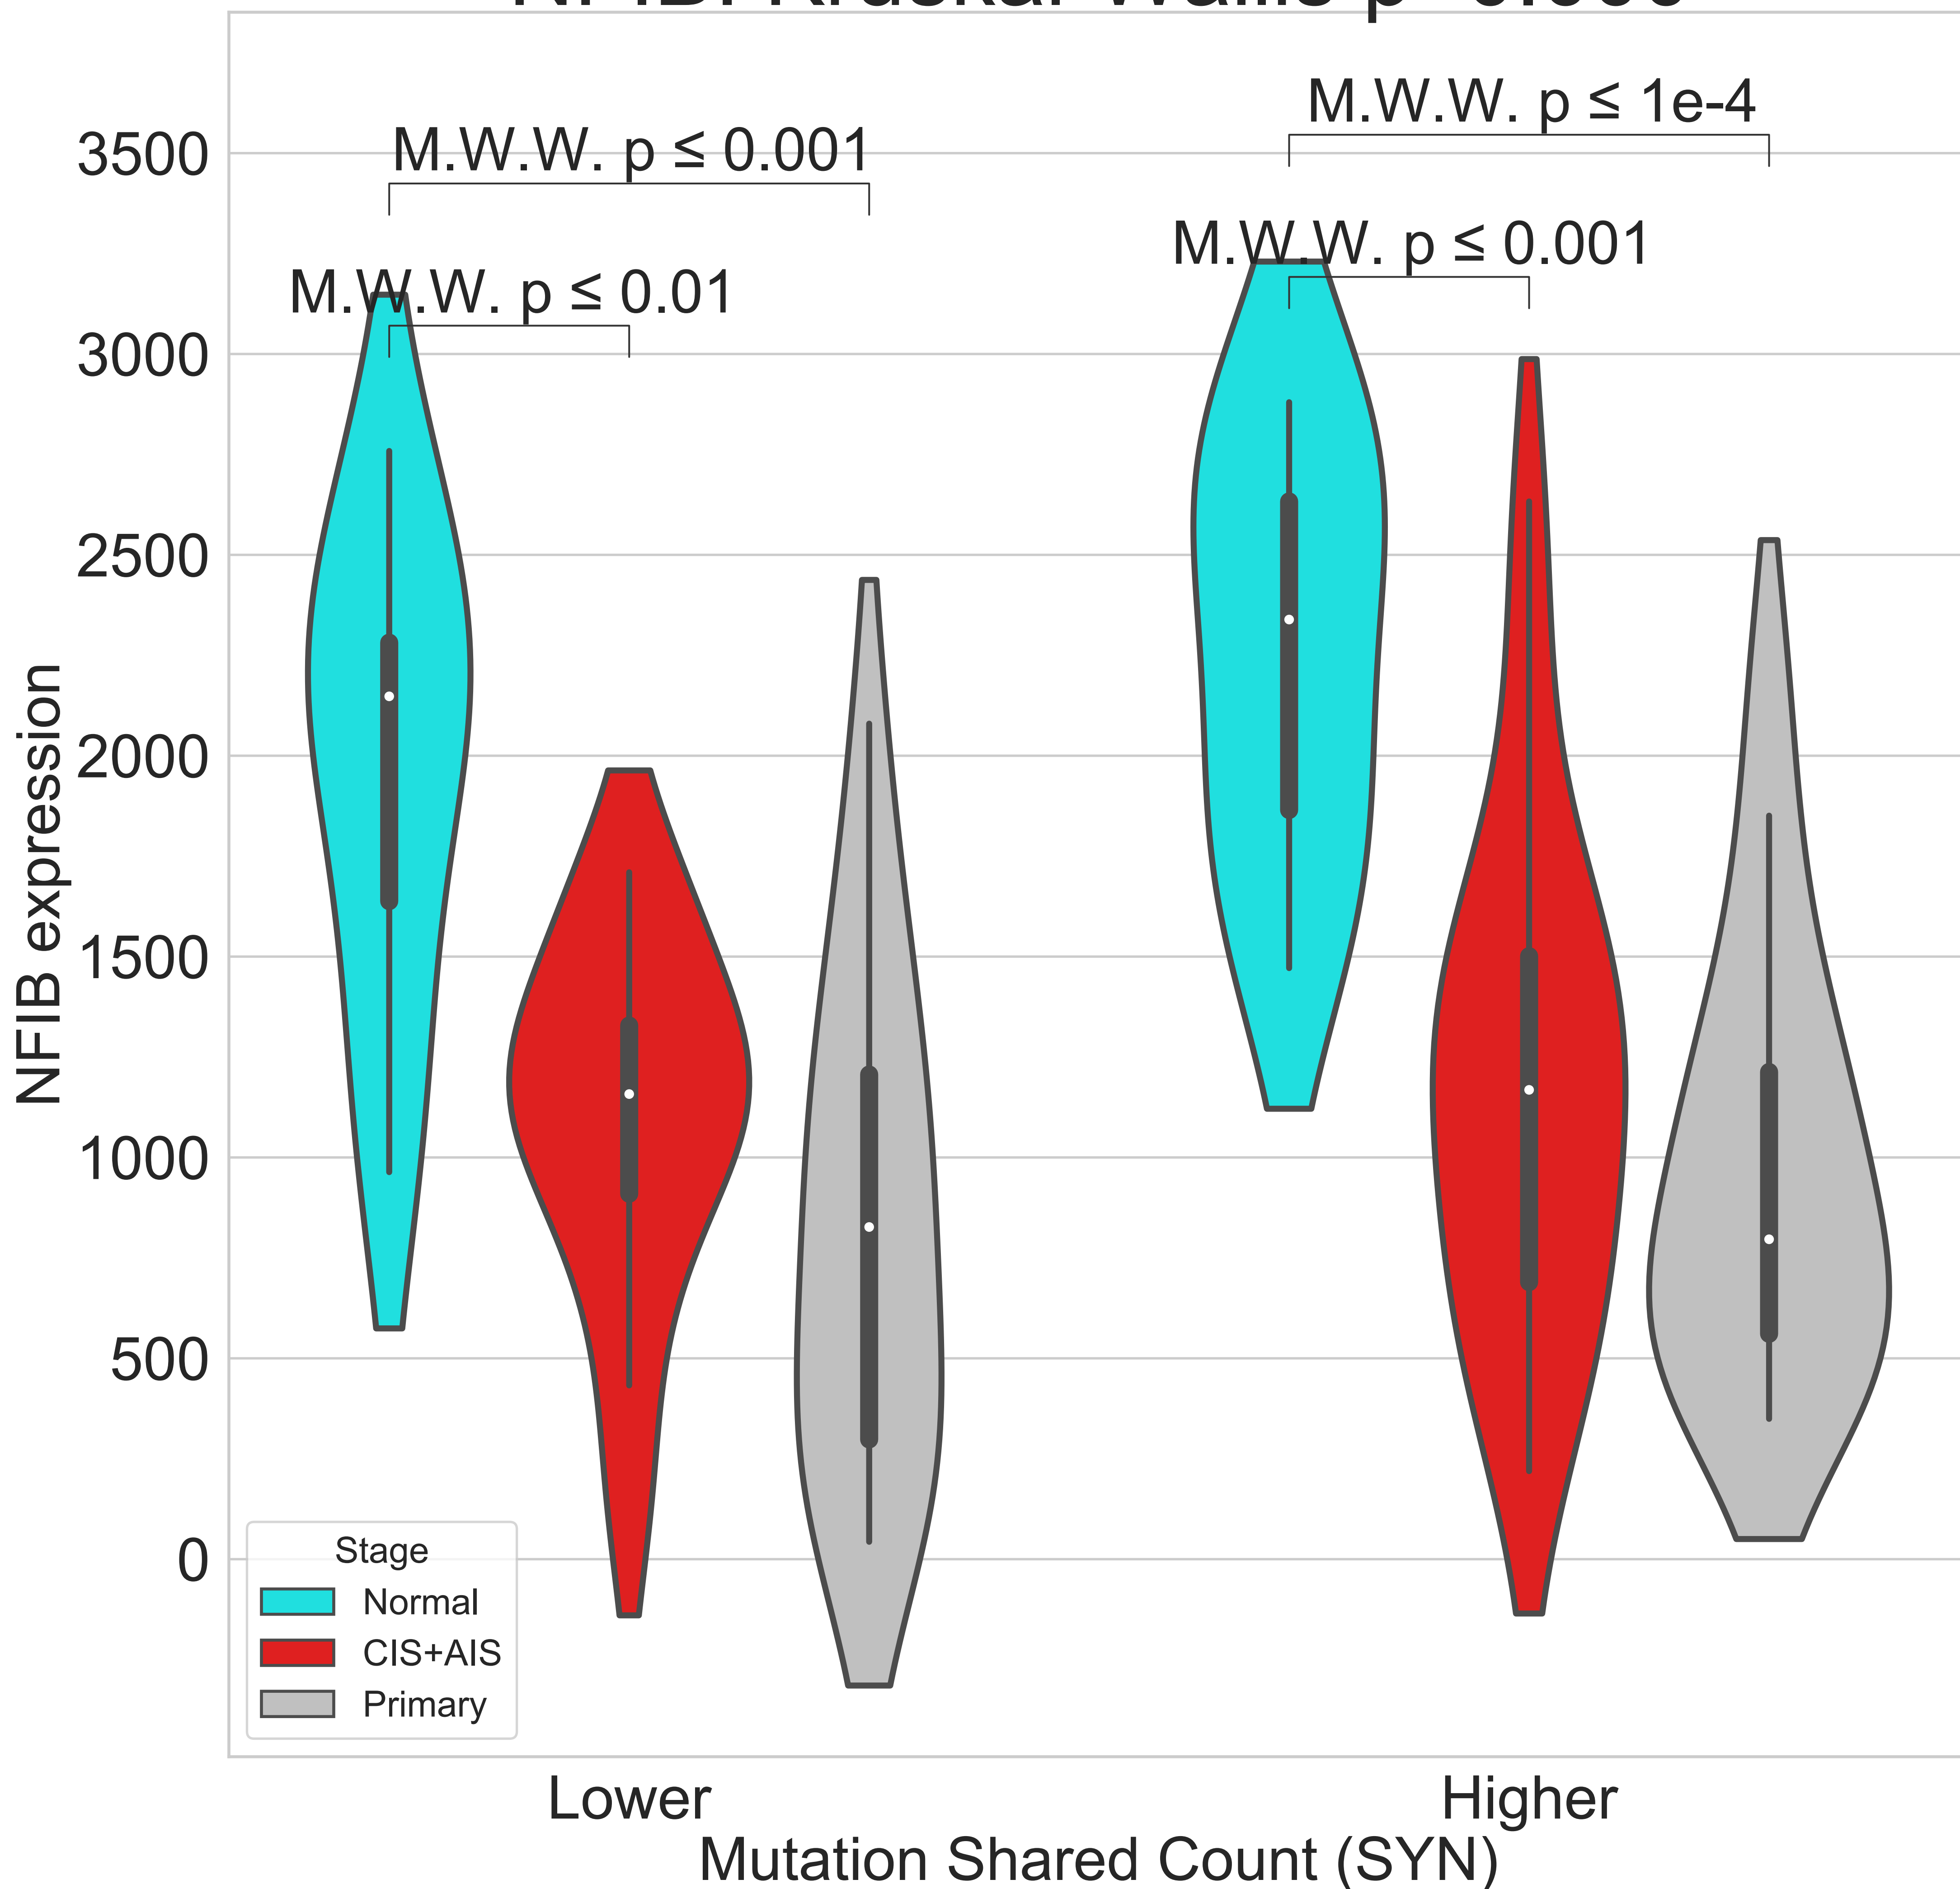 M.W.W. p ≤ 1e-4
M.W.W. p ≤ 0.001
M.W.W. p ≤ 0.001
M.W.W. p ≤ 0.01
3500
3000
2500
2000
1500
1000
500
0
NFIB expression
Stage
Normal
CIS+AIS
Primary
Lower
Higher
Mutation Shared Count (SYN)